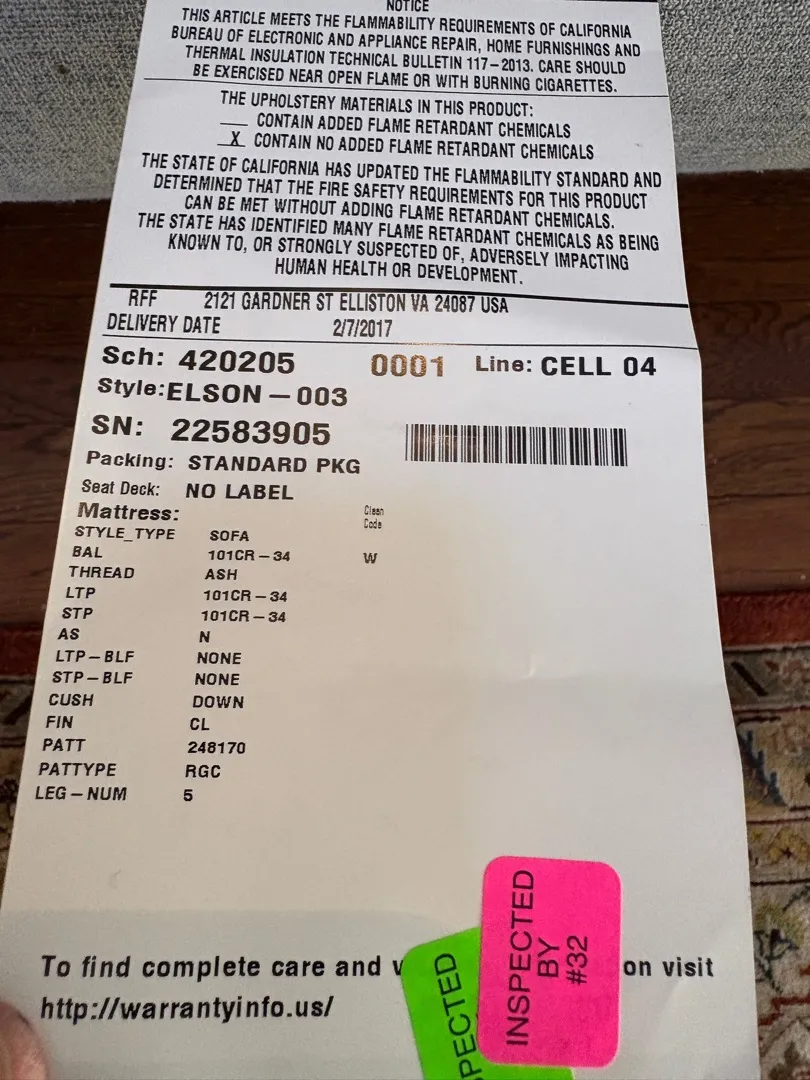 NOTICE
THIS ARTICLE MEETS THE FLAMMABILITY REQUIREMENTS OF CALIFORNIA
BUREAU OF ELECTRONIC AND APPLIANCE REPAIR, HOME FURNISHINGS AND
THERMAL INSULATION TECHNICAL BULLETIN 117-2013. CARE SHOULD
BE EXERCISED NEAR OPEN FLAME OR WITH BURNING CIGARETTES.
THE UPHOLSTERY MATERIALS IN THIS PRODUCT:
___ CONTAIN ADDED FLAME RETARDANT CHEMICALS
_X_ CONTAIN NO ADDED FLAME RETARDANT CHEMICALS
THE STATE OF CALIFORNIA HAS UPDATED THE FLAMMABILITY STANDARD AND
DETERMINED THAT THE FIRE SAFETY REQUIREMENTS FOR THIS PRODUCT
CAN BE MET WITHOUT ADDING FLAME RETARDANT CHEMICALS.
THE STATE HAS IDENTIFIED MANY FLAME RETARDANT CHEMICALS AS BEING
KNOWN TO, OR STRONGLY SUSPECTED OF, ADVERSELY IMPACTING
HUMAN HEALTH OR DEVELOPMENT.
RFF 2121 GARDNER ST ELLISTON VA 24087 USA
DELIVERY DATE 2/7/2017
Sch: 420205 0001 Line: CELL 04
Style:ELSON-003
SN: 22583905
Packing: STANDARD PKG
Seat Deck: NO LABEL
Mattress: Clean
Code
STYLE_TYPE SOFA
BAL 101CR-34 W
THREAD ASH
LTP 101CR-34
STP 101CR-34
AS N
LTP-BLF NONE
STP-BLF NONE
CUSH DOWN
FIN CL
PATT 248170
PATTYPE RGC
LEG-NUM 5
To find complete care and on visit
http://warrantyinfo.us/
PECTED
INSPECTED
BY
#32